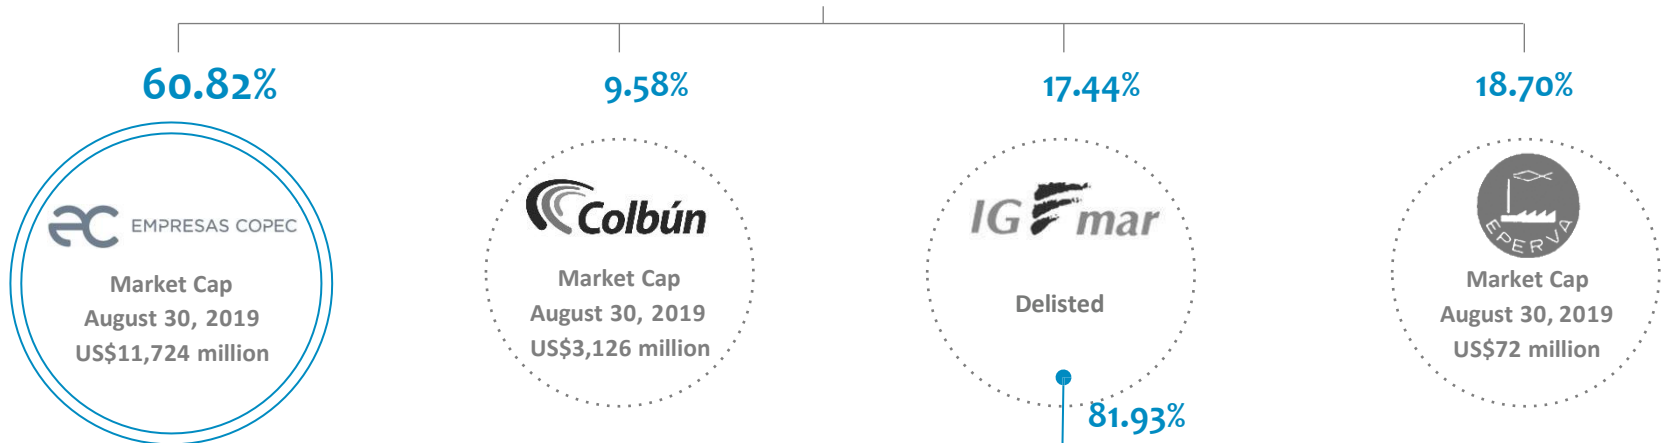 60.82%
9.58%
17.44%
18.70%
EMPRESAS COPEC
Market Cap
August 30, 2019
US$11,724 million
Colbún
Market Cap
August 30, 2019
US$3,126 million
IG mar
Delisted
81.93%
EPERVA
Market Cap
August 30, 2019
US$72 million